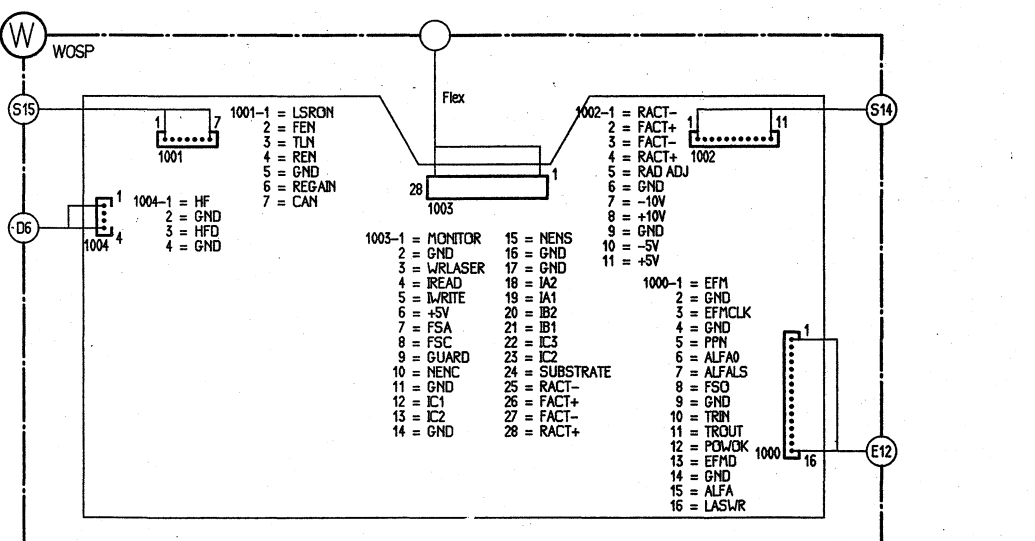 W
WOSP
S15
1
7
1001
1001-1 = LSRON
2 = FEN
3 = TLN
4 = REN
5 = GND
6 = REGAIN
7 = CAN
Flex
28
1
1003
1002-1 = RACT-
2 = FACT+
3 = FACT-
4 = RACT+
5 = RAD ADJ
6 = GND
7 = -10V
8 = +10V
9 = GND
10 = -5V
11 = +5V
1
11
1002
S14
D6
1
4
1004
1004-1 = HF
2 = GND
3 = HFD
4 = GND
1003-1 = MONITOR
2 = GND
3 = WRLASER
4 = IREAD
5 = IWRITE
6 = +5V
7 = FSA
8 = FSC
9 = GUARD
10 = NENC
11 = GND
12 = IC1
13 = IC2
14 = GND
15 = NENS
16 = GND
17 = GND
18 = IA2
19 = IA1
20 = IB2
21 = IB1
22 = IC3
23 = IC2
24 = SUBSTRATE
25 = RACT-
26 = FACT+
27 = FACT-
28 = RACT+
1000-1 = EFM
2 = GND
3 = EFMCLK
4 = GND
5 = PPN
6 = ALFA0
7 = ALFALS
8 = FSO
9 = GND
10 = TRIN
11 = TROUT
12 = POWOK
13 = EFMD
14 = GND
15 = ALFA
16 = LASWR
1
1000
16
E12